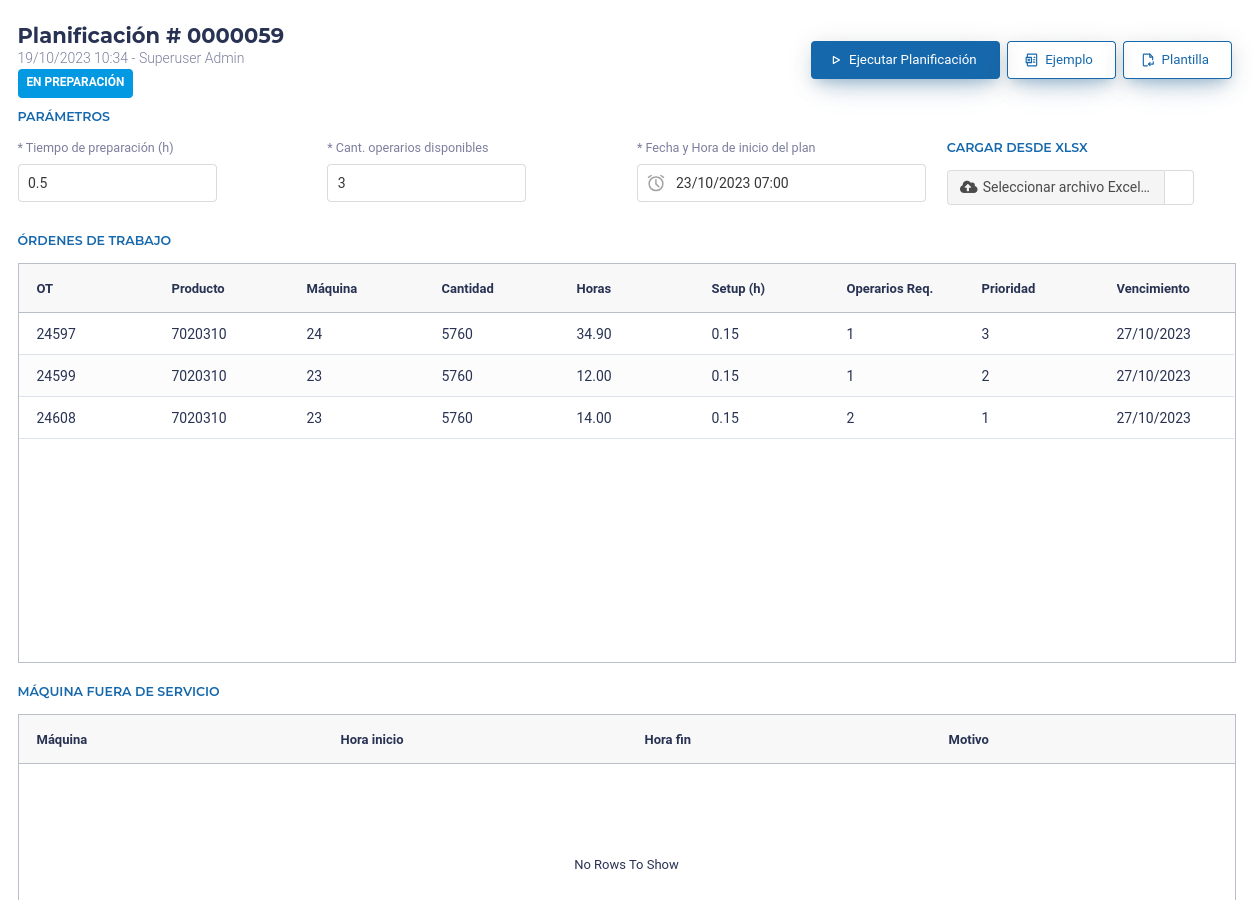 Planificación # 0000059
19/10/2023 10:34 - Superuser Admin
EN PREPARACIÓN
Ejecutar Planificación
Ejemplo
Plantilla
PARÁMETROS
* Tiempo de preparación (h)
0.5
* Cant. operarios disponibles
3
* Fecha y Hora de inicio del plan
23/10/2023 07:00
CARGAR DESDE XLSX
Seleccionar archivo Excel...
ÓRDENES DE TRABAJO
OT Producto Máquina Cantidad Horas Setup (h) Operarios Req. Prioridad Vencimiento
24597 7020310 24 5760 34.90 0.15 1 3 27/10/2023
24599 7020310 23 5760 12.00 0.15 1 2 27/10/2023
24608 7020310 23 5760 14.00 0.15 2 1 27/10/2023
MÁQUINA FUERA DE SERVICIO
Máquina Hora inicio Hora fin Motivo
No Rows To Show